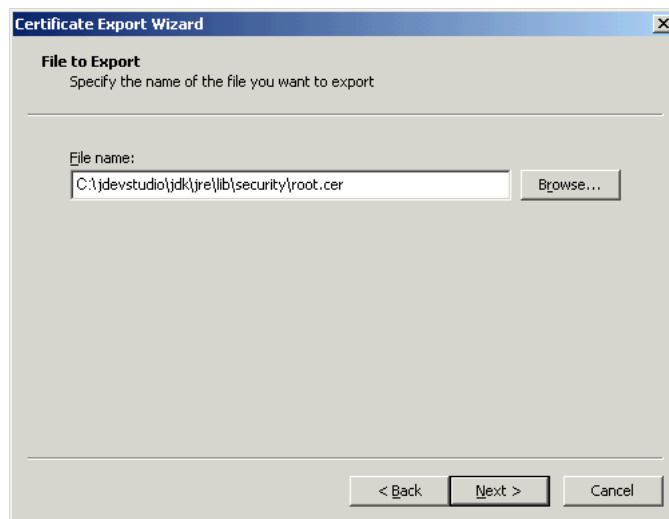 Certificate Export Wizard
File to Export
Specify the name of the file you want to export
File name:
C:\jdevstudio\jdk\jre\lib\security\root.cer
Browse...
< Back
Next >
Cancel